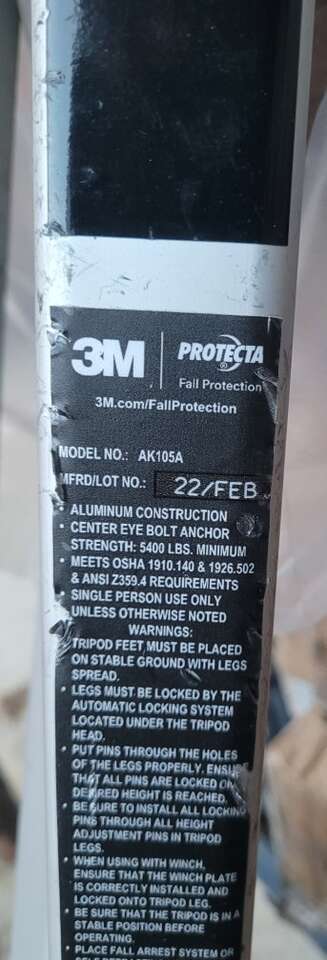 3M PROTECTA ®
Fall Protection
3M.com/FallProtection
MODEL NO.: AK105A
MFRD/LOT NO.: 22/FEB
• ALUMINUM CONSTRUCTION
• CENTER EYE BOLT ANCHOR
STRENGTH: 5400 LBS. MINIMUM
• MEETS OSHA 1910.140 & 1926.502
& ANSI Z359.4 REQUIREMENTS
• SINGLE PERSON USE ONLY
UNLESS OTHERWISE NOTED
WARNINGS:
TRIPOD FEET MUST BE PLACED
ON STABLE GROUND WITH LEGS
SPREAD.
• LEGS MUST BE LOCKED BY THE
AUTOMATIC LOCKING SYSTEM
LOCATED UNDER THE TRIPOD
HEAD.
• PUT PINS THROUGH THE HOLES
OF THE LEGS PROPERLY. ENSURE
THAT ALL PINS ARE LOCKED ON
DESIRED HEIGHT IS REACHED.
• BE SURE TO INSTALL ALL LOCKING
PINS THROUGH ALL HEIGHT
ADJUSTMENT PINS IN TRIPOD
LEGS.
• WHEN USING WITH WINCH,
ENSURE THAT THE WINCH PLATE
IS CORRECTLY INSTALLED AND
LOCKED ONTO TRIPOD LEG.
• BE SURE THAT THE TRIPOD IS IN A
STABLE POSITION BEFORE
OPERATING.
• PLACE FALL ARREST SYSTEM OR